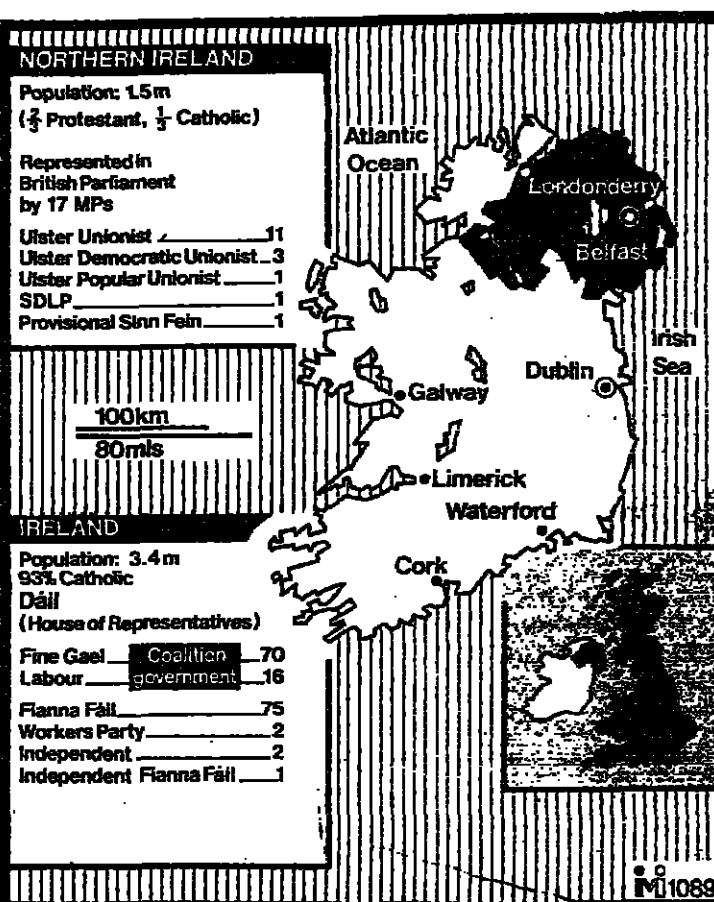 NORTHERN IRELAND
Population: 1.5m
(⅔ Protestant, ⅓ Catholic)
Represented in
British Parliament
by 17 MPs
Ulster Unionist 11
Ulster Democratic Unionist 3
Ulster Popular Unionist 1
SDLP 1
Provisional Sinn Fein 1
Atlantic
Ocean
Londonderry
Belfast
Irish
Sea
Dublin
Galway
Limerick
Waterford
Cork
100km
80mls
IRELAND
Population: 3.4m
93% Catholic
Dáil
(House of Representatives)
Fine Gael Coalition 70
Labour government 16
Fianna Fáil 75
Workers Party 2
Independent 2
Independent Fianna Fáil 1
1089